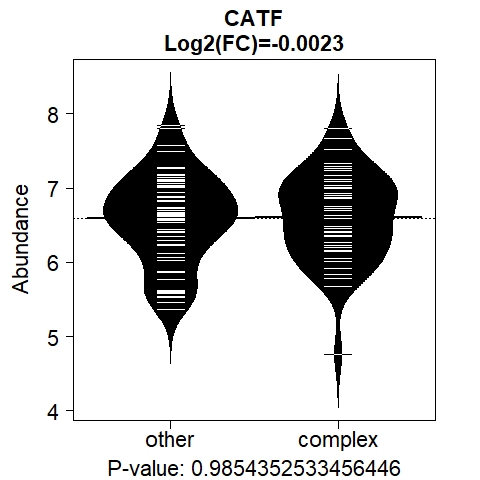 CATF
Log2(FC)=-0.0023
8
7
6
5
4
Abundance
other complex
P-value: 0.9854352533456446